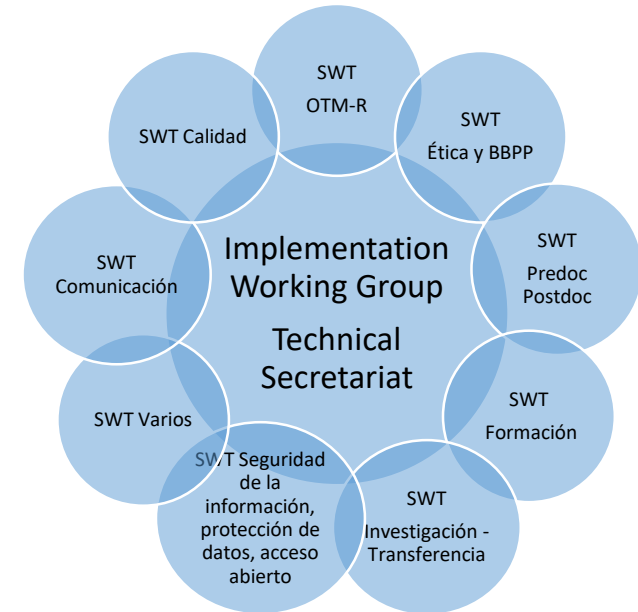 SWT
OTM-R
SWT
Ética y BBPP
SWT
Predoc
Postdoc
SWT
Formación
SWT
Investigación -
Transferencia
SWT Seguridad
de la
información,
protección de
datos, acceso
abierto
SWT Varios
SWT
Comunicación
SWT Calidad
Implementation
Working Group
Technical
Secretariat